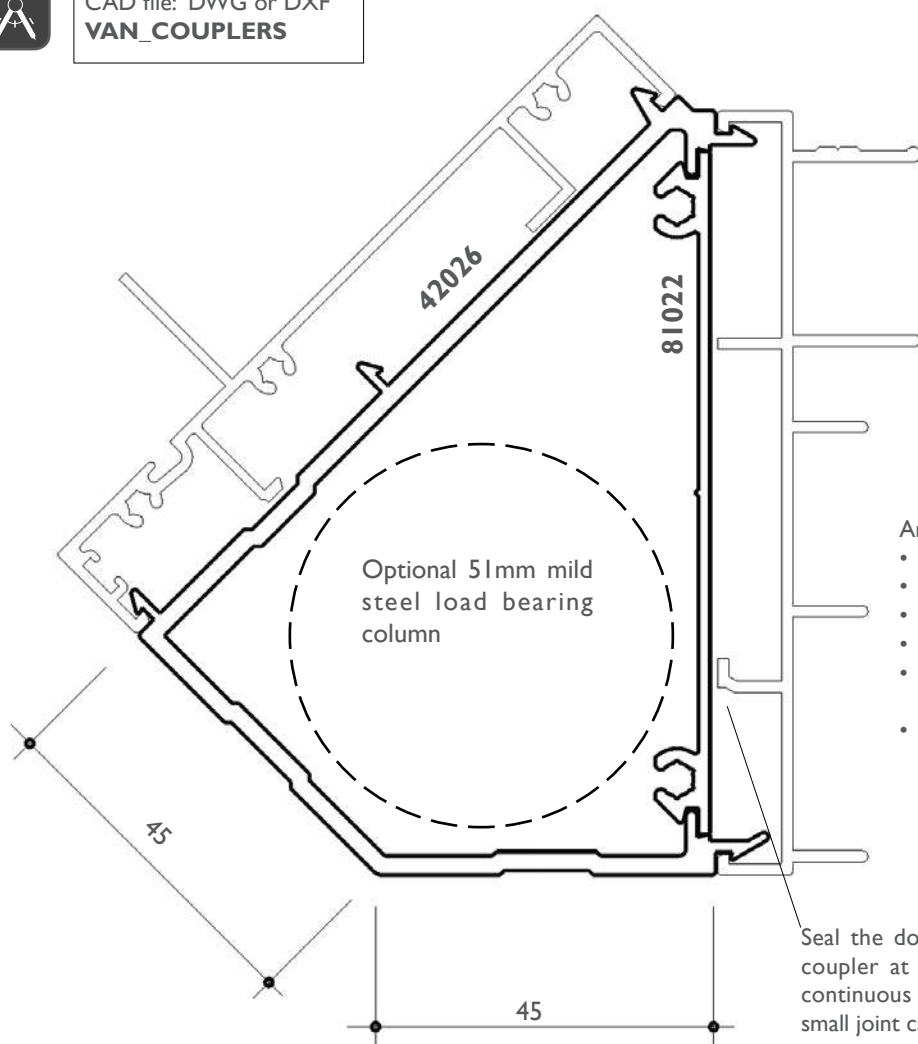 CAD file: DWG or DXF
VAN_COUPLERS
42026
81022
Optional 51mm mild
steel load bearing
column
45
45
Seal the
coupler at
continuous
small joint